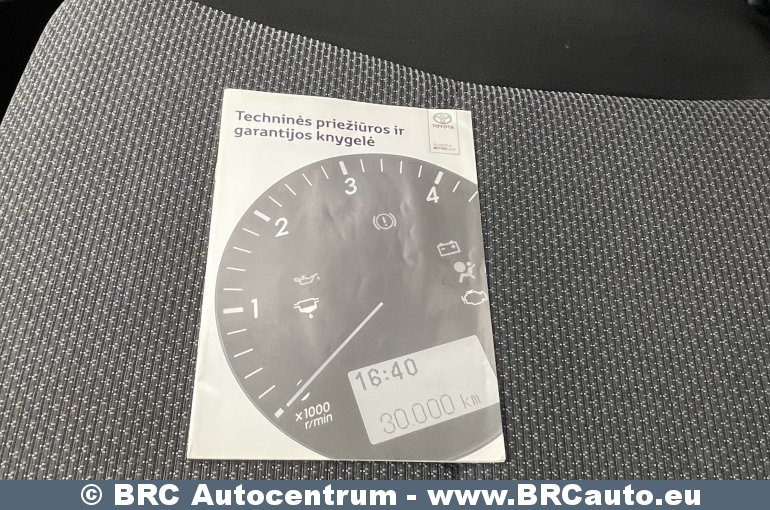 Techninės priežiūros ir
garantijos knygelė
TOYOTA
3
4
2
1
16:40
30.000 km
x1000
r/min
© BRC Autocentrum - www.BRCauto.eu